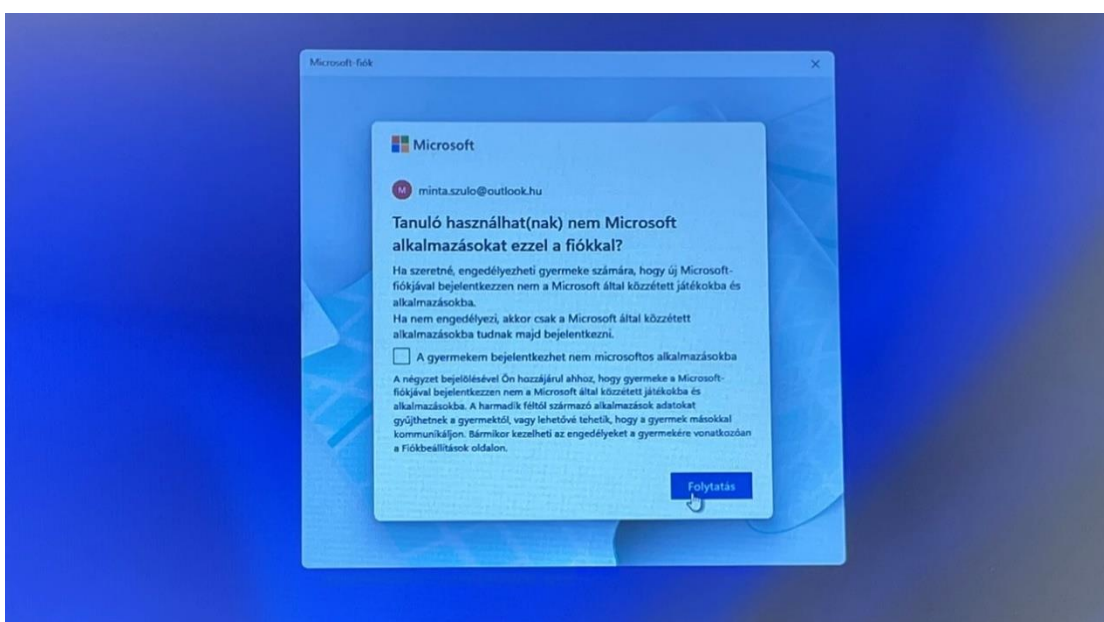 Microsoft-fiók
Microsoft
M
minta.szulo@outlook.hu
Tanuló használhat(nak) nem Microsoft
alkalmazásokat ezzel a fiókkal?
Ha szeretné, engedélyezheti gyermeke számára, hogy új Microsoft-
fiókjával bejelentkezzen nem a Microsoft által közzétett játékokba és
alkalmazásokba.
Ha nem engedélyezi, akkor csak a Microsoft által közzétett
alkalmazásokba tudnak majd bejelentkezni.
A gyermekem bejelentkezhet nem microsoftos alkalmazásokba
A négyzet bejelölésével Ön hozzájárul ahhoz, hogy gyermeke a Microsoft-
fiókjával bejelentkezzen nem a Microsoft által közzétett játékokba és
alkalmazásokba. A harmadik féltől származó alkalmazások adatokat
gyűjthetnek a gyermektől, vagy lehetővé tehetik, hogy a gyermek másokkal
kommunikáljon. Bármikor kezelheti az engedélyeket a gyermekére vonatkozóan
a Fiókbeállítások oldalon.
Folytatás